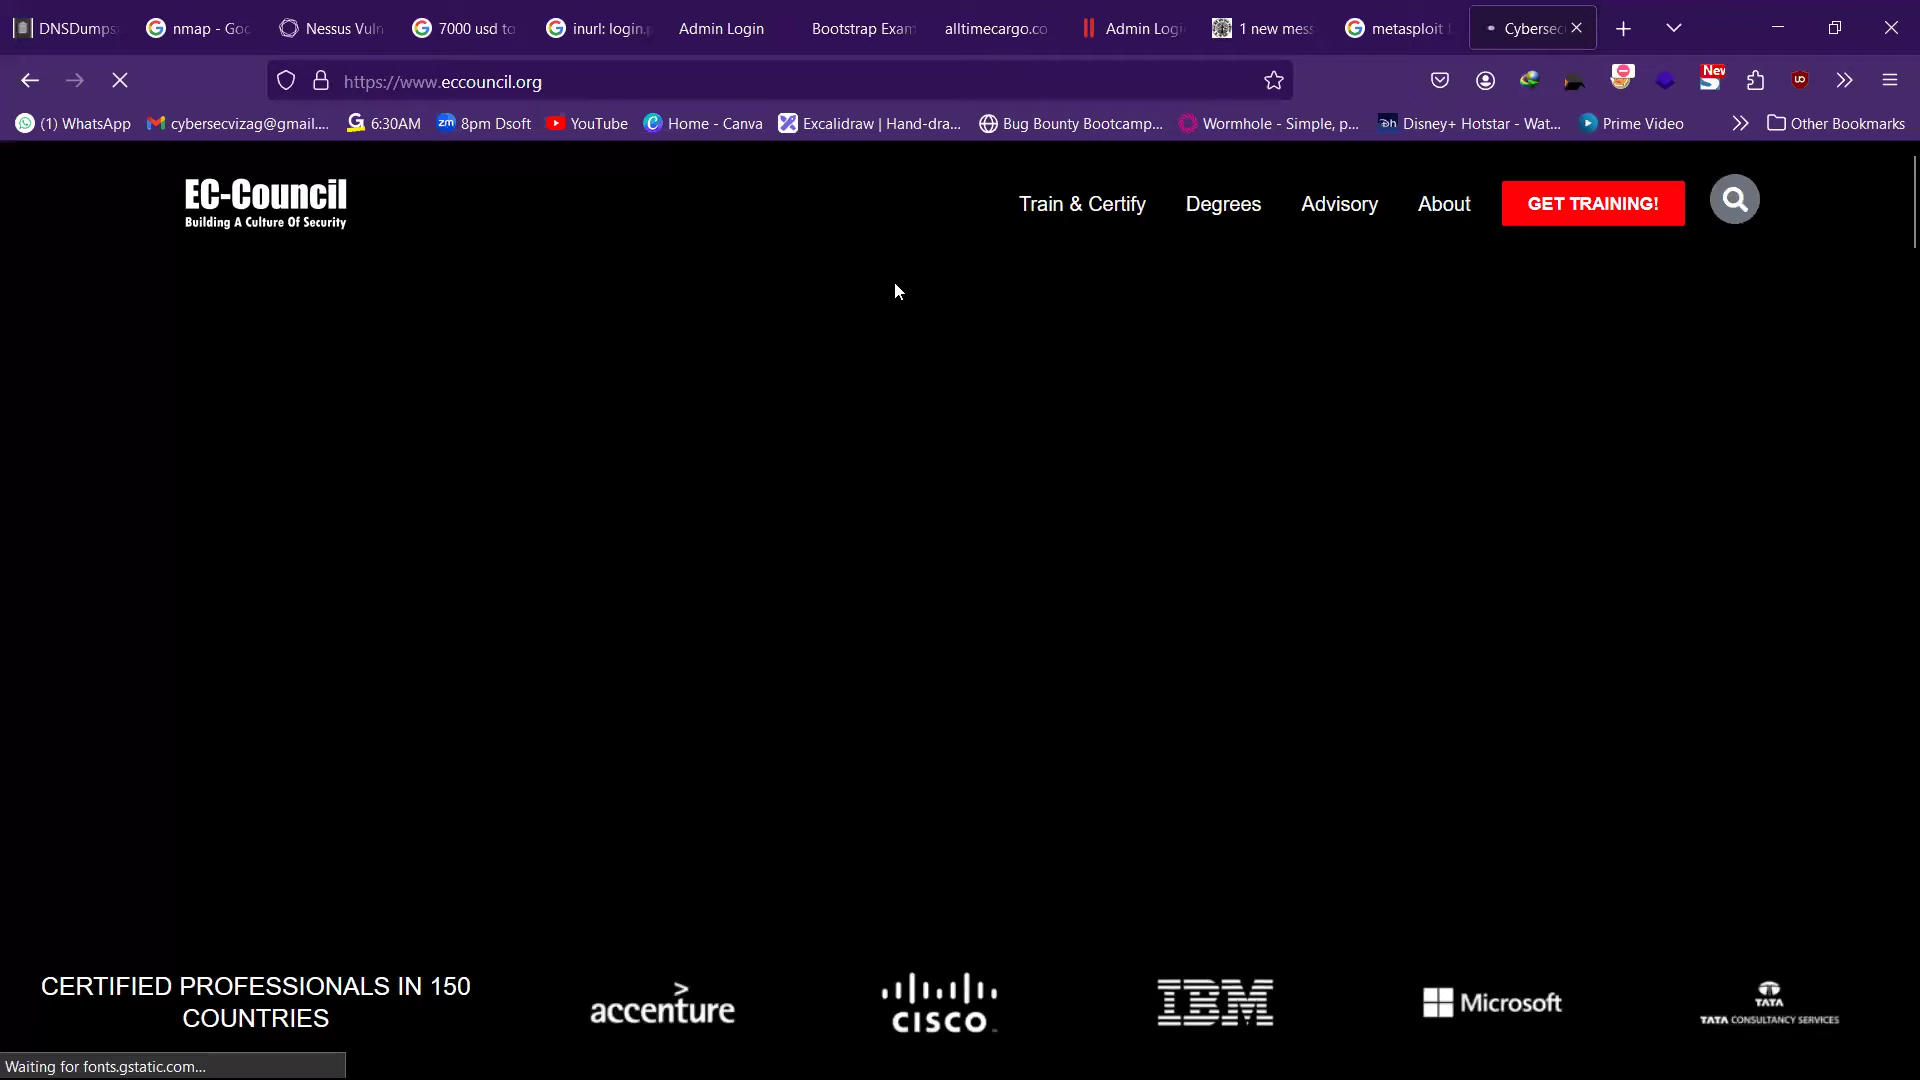 DNSDumps
nmap - Goo
Nessus Vuln
7000 usd to
inurl: login.p
Admin Login
Bootstrap Exam
alltimecargo.co
Admin Logi
1 new mess
metasploit
Cybersec
https://www.eccouncil.org
New
(1) WhatsApp
cybersecvizag@gmail....
6:30AM
zm 8pm Dsoft
YouTube
Home - Canva
Excalidraw | Hand-dra...
Bug Bounty Bootcamp...
Wormhole - Simple, p...
Disney+ Hotstar - Wat...
Prime Video
Other Bookmarks
EC-Council
Building A Culture Of Security
Train & Certify
Degrees
Advisory
About
GET TRAINING!
CERTIFIED PROFESSIONALS IN 150
COUNTRIES
accenture
CISCO
IBM
Microsoft
TATA
TATA CONSULTANCY SERVICES
Waiting for fonts.gstatic.com...